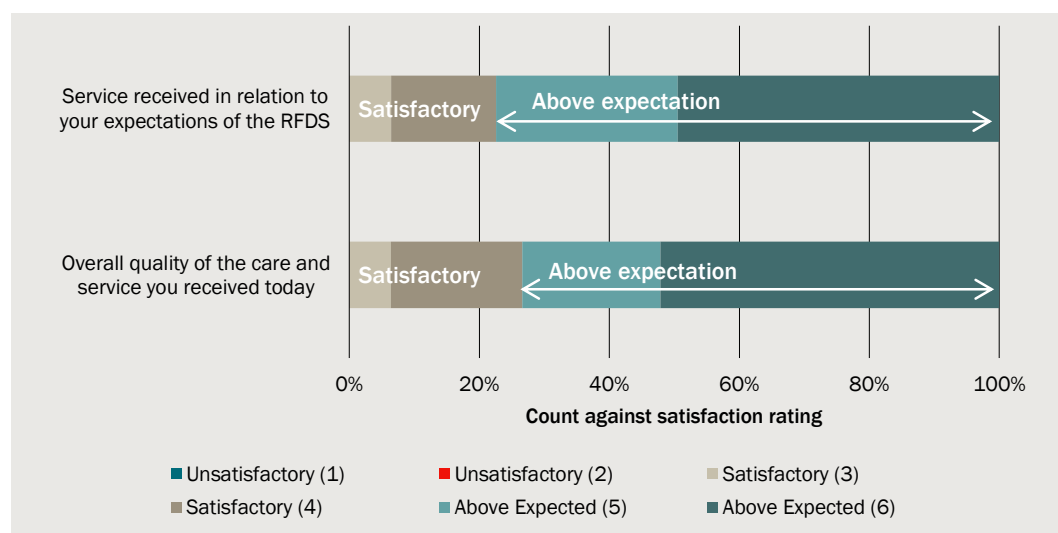 Service received in relation to
your expectations of the RFDS
Satisfactory
Above expectation
Overall quality of the care and
service you received today
Satisfactory
Above expectation
0% 20% 40% 60% 80% 100%
Count against satisfaction rating
Unsatisfactory (1) Unsatisfactory (2) Satisfactory (3)
Satisfactory (4) Above Expected (5) Above Expected (6)